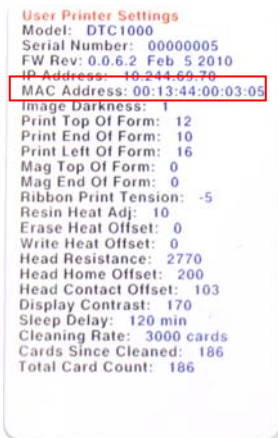 User Printer Settings
Model: DTC1000
Serial Number: 00000005
FW Rev: 0.0.6.2 Feb 5 2010
IP Address: 10.244.69.70
MAC Address: 00:13:44:00:03:05
Image Darkness: 1
Print Top Of Form: 12
Print End Of Form: 10
Print Left Of Form: 16
Mag Top Of Form: 0
Mag End Of Form: 0
Ribbon Print Tension: -5
Resin Heat Adj: 10
Erase Heat Offset: 0
Write Heat Offset: 0
Head Resistance: 2770
Head Home Offset: 200
Head Contact Offset: 103
Display Contrast: 170
Sleep Delay: 120 min
Cleaning Rate: 3000 cards
Cards Since Cleaned: 186
Total Card Count: 186